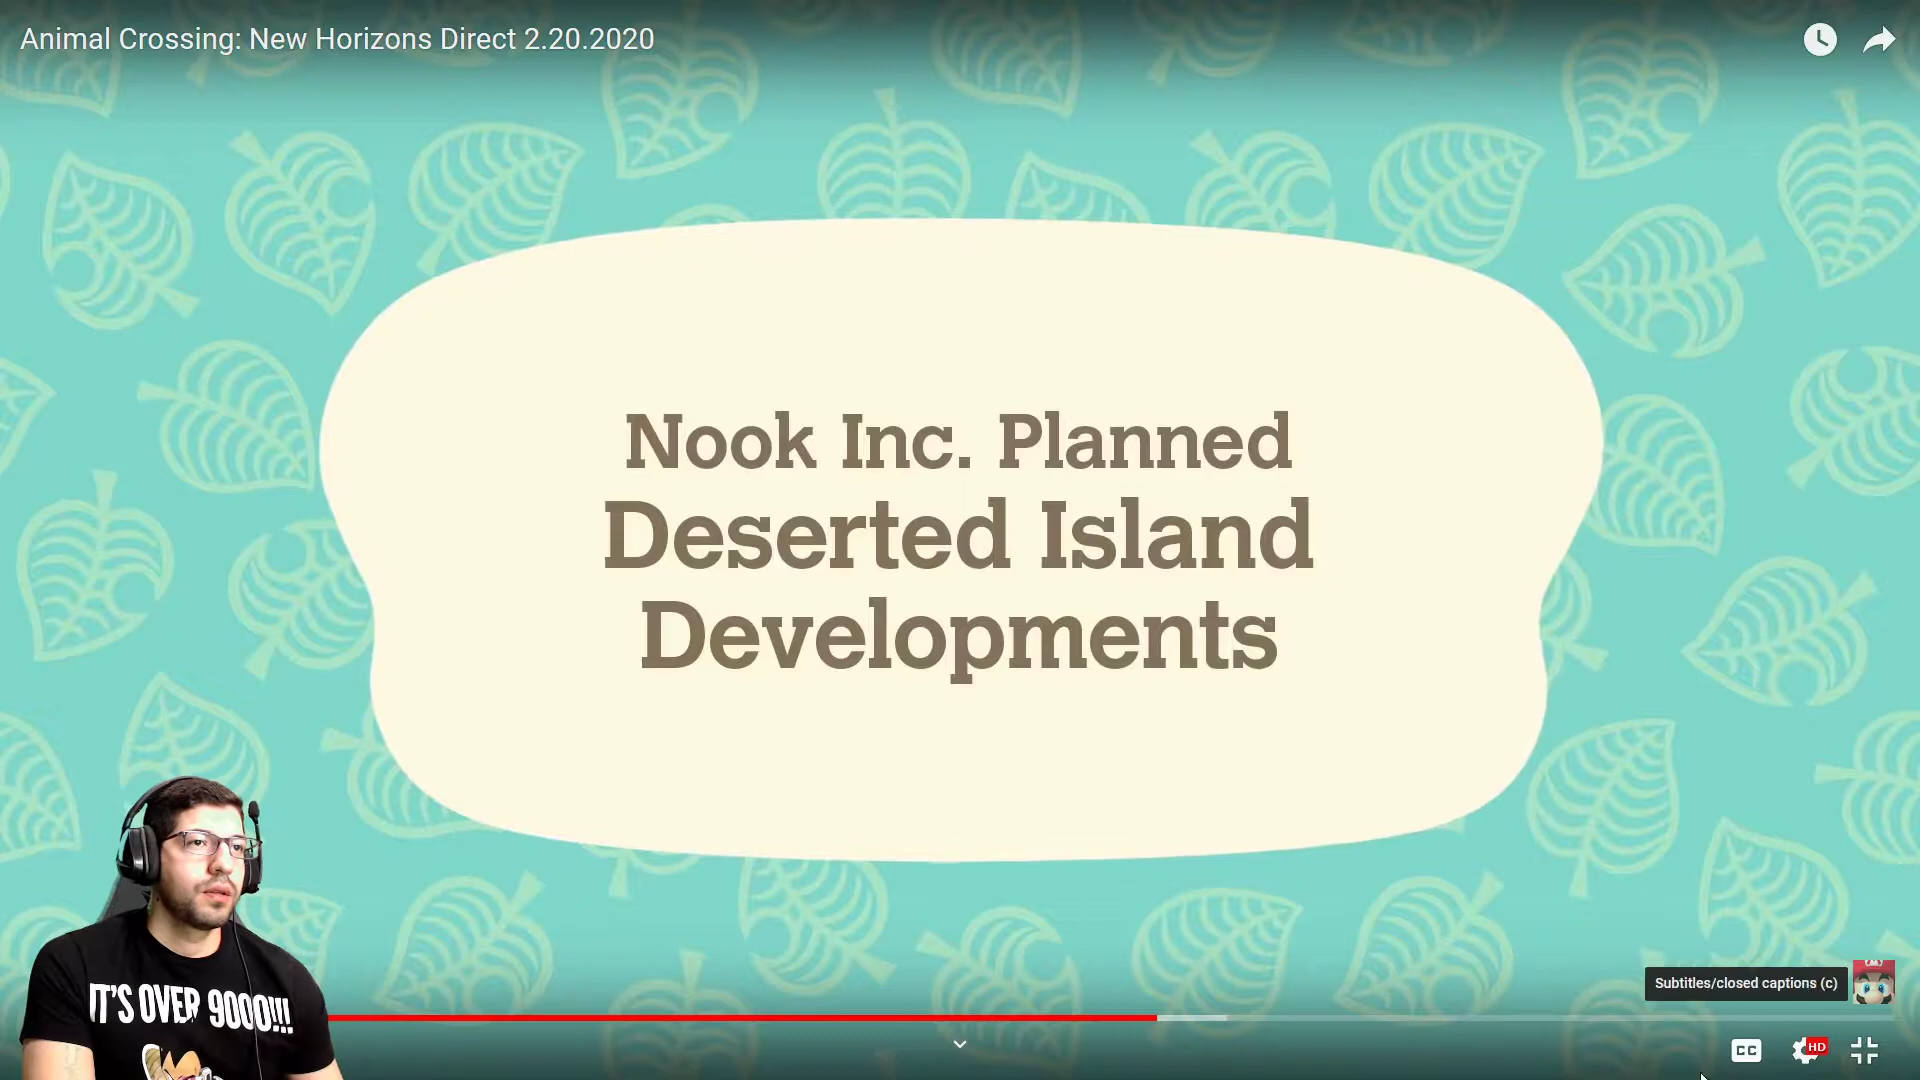 Animal Crossing: New Horizons Direct 2.20.2020
Nook Inc. Planned
Deserted Island
Developments
IT'S OVER 9000!!!
Subtitles/closed captions (c)
CC
HD